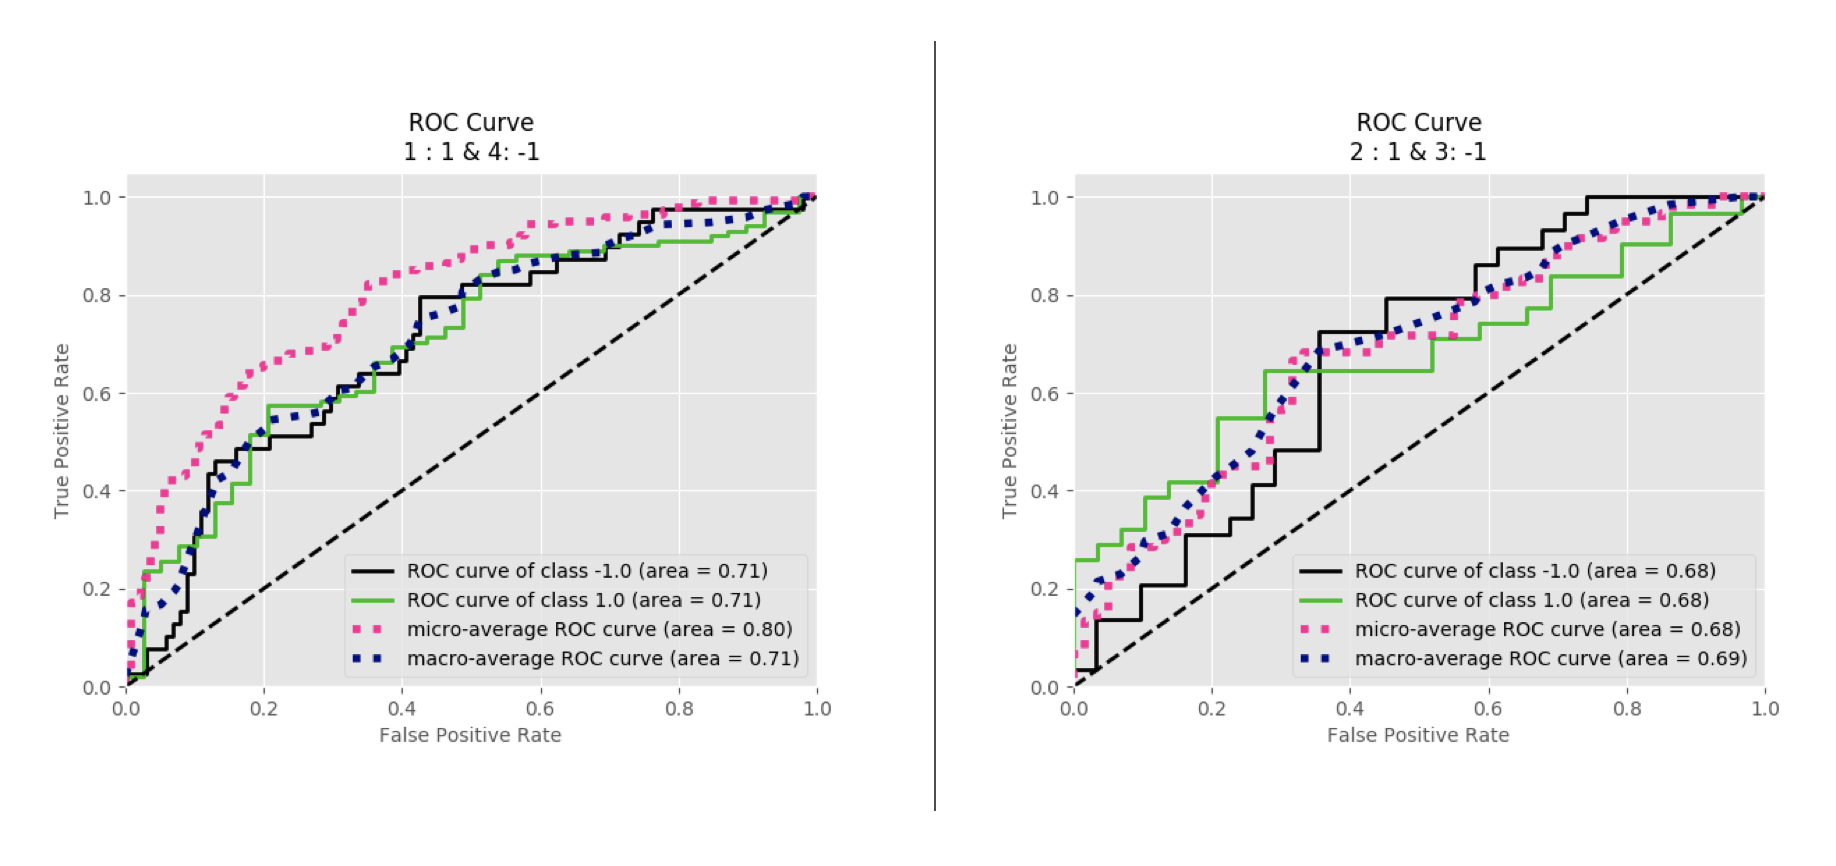 ROC Curve
1 : 1 & 4: -1
True Positive Rate
1.0
0.8
0.6
0.4
0.2
0.0
ROC curve of class -1.0 (area = 0.71)
ROC curve of class 1.0 (area = 0.71)
micro-average ROC curve (area = 0.80)
macro-average ROC curve (area = 0.71)
0.0 0.2 0.4 0.6 0.8 1.0
False Positive Rate
ROC Curve
2 : 1 & 3: -1
True Positive Rate
1.0
0.8
0.6
0.4
0.2
0.0
ROC curve of class -1.0 (area = 0.68)
ROC curve of class 1.0 (area = 0.68)
micro-average ROC curve (area = 0.68)
macro-average ROC curve (area = 0.69)
0.0 0.2 0.4 0.6 0.8 1.0
False Positive Rate